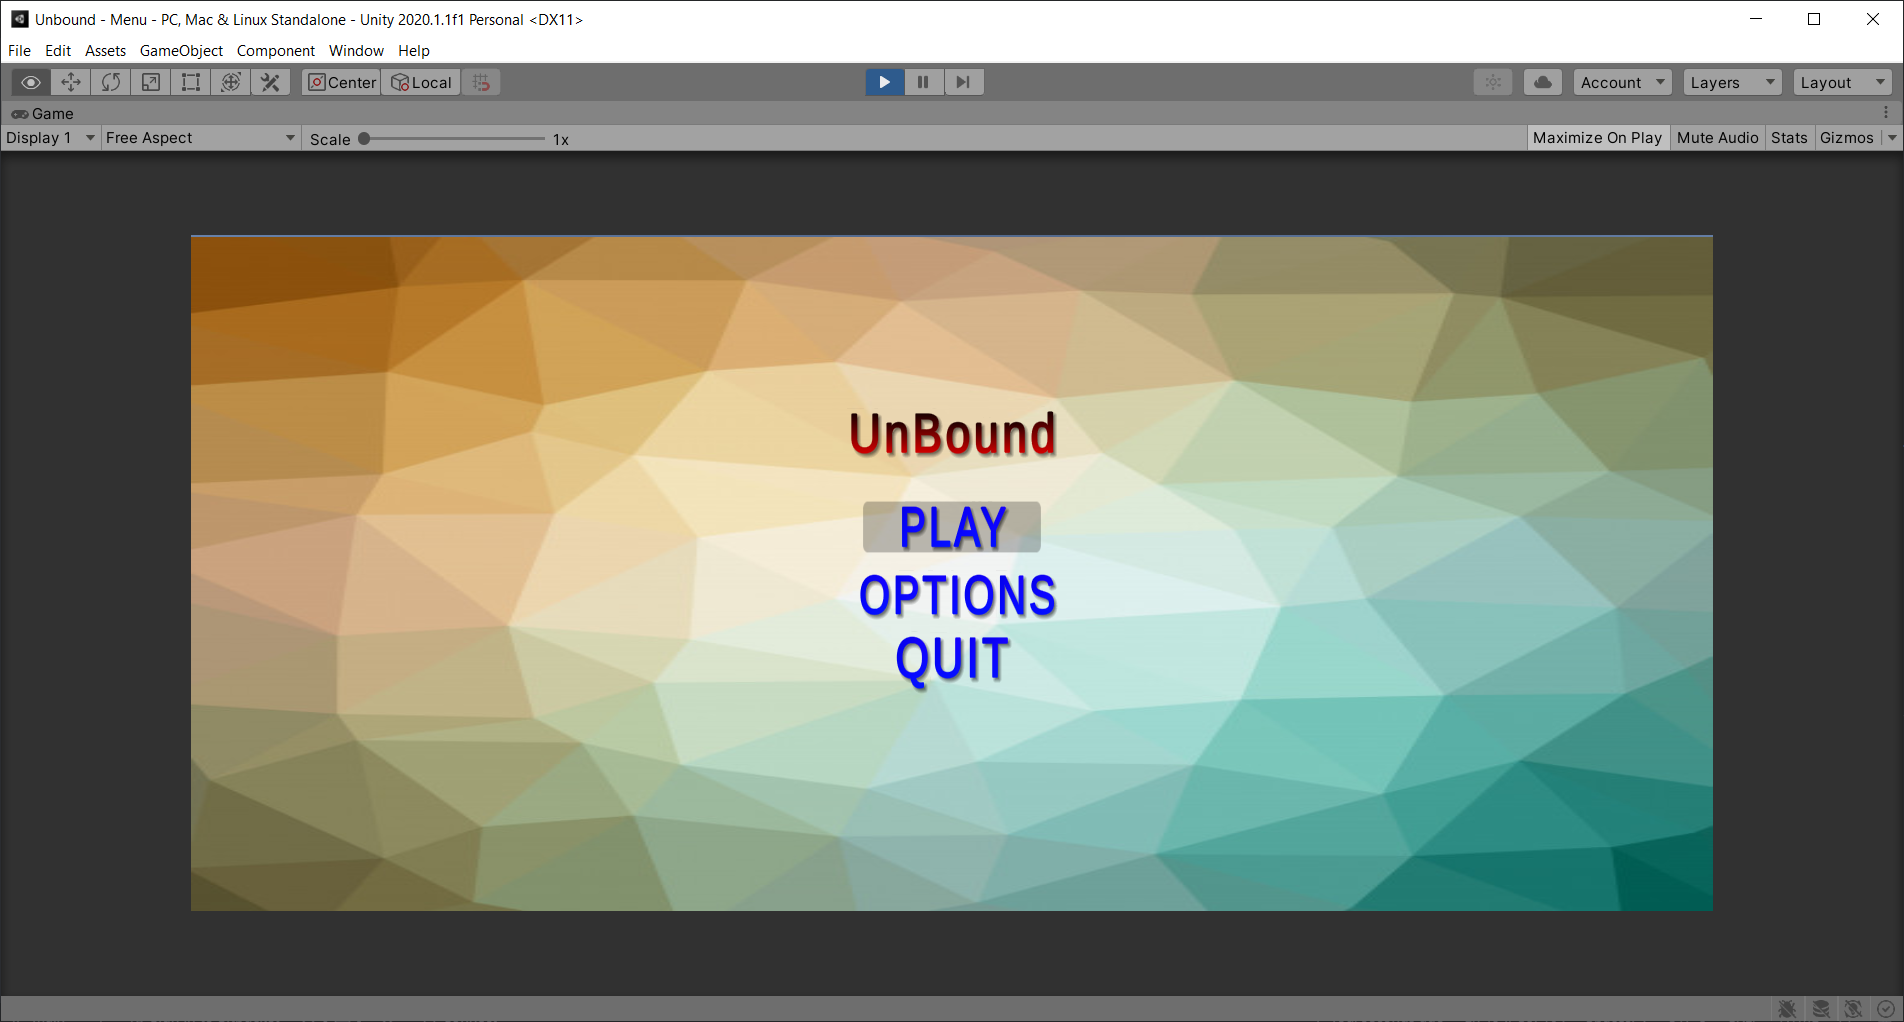 Unbound - Menu - PC, Mac & Linux Standalone - Unity 2020.1.1f1 Personal <DX11>
File Edit Assets GameObject Component Window Help
Center Local Account Layers Layout
Game
Display 1 Free Aspect Scale 1x Maximize On Play Mute Audio Stats Gizmos
UnBound
PLAY
OPTIONS
QUIT